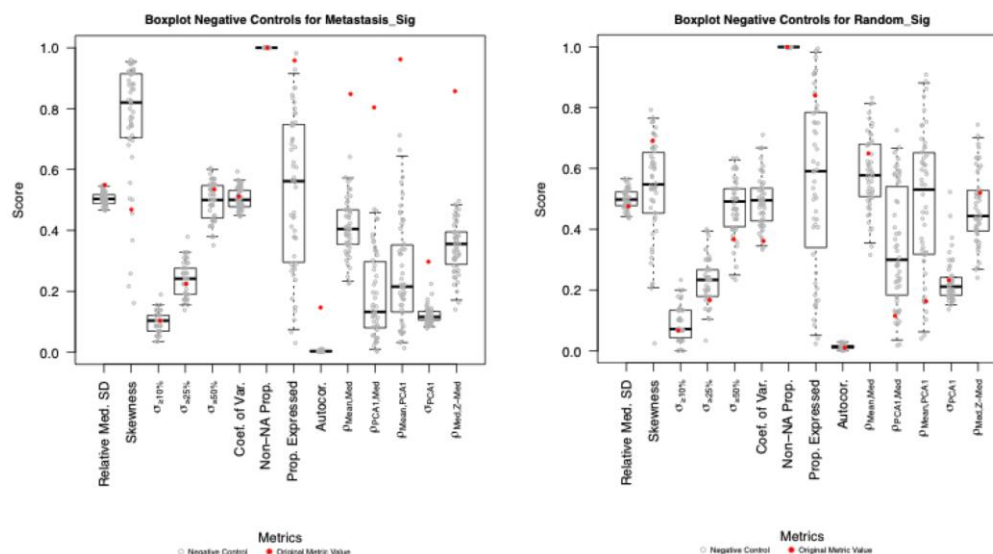 Boxplot Negative Controls for Metastasis_Sig
Score
1.0
0.8
0.6
0.4
0.2
0.0
Relative Med. SD
Skewness
σ≥10%
σ≥25%
σ≥50%
Coef. of Var.
Non−NA Prop.
Prop. Expressed
Autocor.
ρMean,Med
ρPCA1,Med
ρMean,PCA1
σPCA1
ρMed,Z−Med
Metrics
Negative Control Original Metric Value
Boxplot Negative Controls for Random_Sig
Score
1.0
0.8
0.6
0.4
0.2
0.0
Relative Med. SD
Skewness
σ≥10%
σ≥25%
σ≥50%
Coef. of Var.
Non−NA Prop.
Prop. Expressed
Autocor.
ρMean,Med
ρPCA1,Med
ρMean,PCA1
σPCA1
ρMed,Z−Med
Metrics
Negative Control Original Metric Value